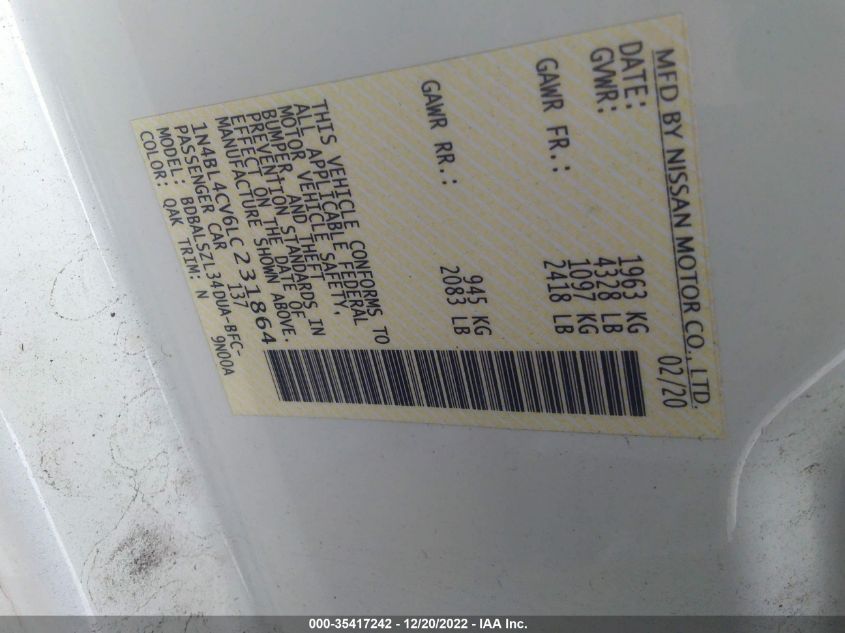 MFD BY NISSAN MOTOR CO., LTD.
DATE: 02/20
GVWR: 1963 KG
4328 LB
GAWR FR.: 1097 KG
2418 LB
GAWR RR.: 945 KG
2083 LB
THIS VEHICLE CONFORMS TO
ALL APPLICABLE FEDERAL
MOTOR VEHICLE SAFETY,
BUMPER, AND THEFT
PREVENTION STANDARDS IN
EFFECT ON THE DATE OF
MANUFACTURE SHOWN ABOVE.
1N4BL4CV6LC231864
PASSENGER CAR 137
MODEL: BDBALSZL34DUA-BFC-
COLOR: QAK TRIM: N 9N00A
000-35417242 - 12/20/2022 - IAA Inc.